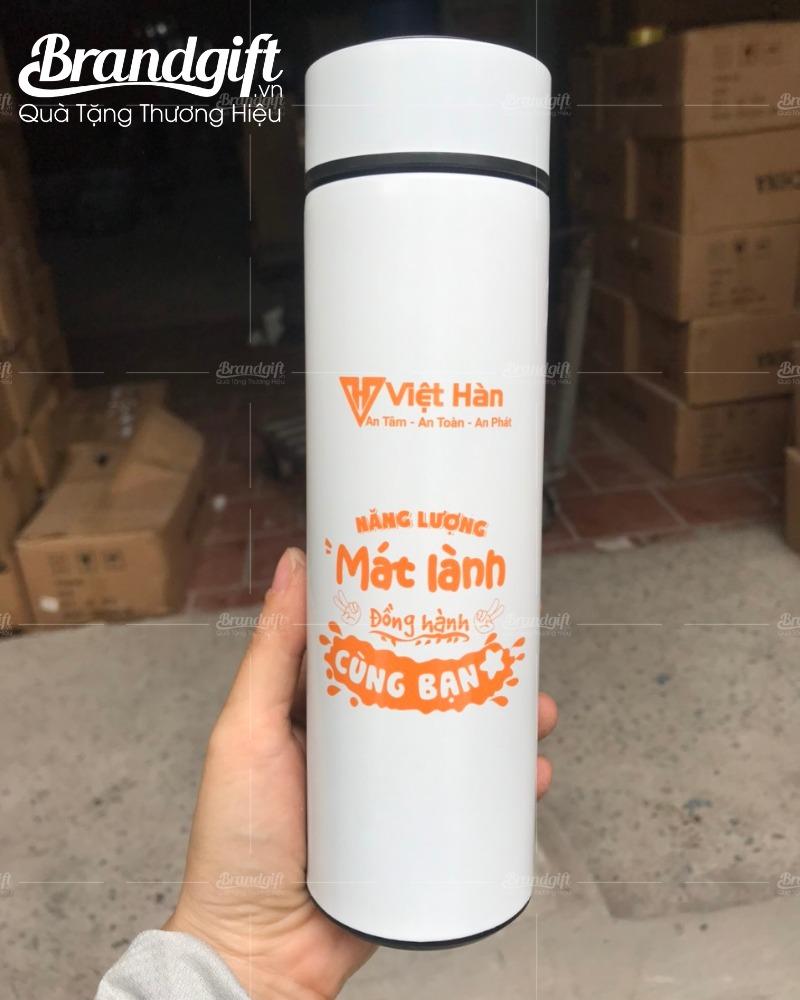 Brandgift
.vn
Quà Tặng Thương Hiệu
Việt Hàn
An Tâm - An Toàn - An Phát
NĂNG LƯỢNG
Mát lành
Đồng hành
CÙNG BẠN